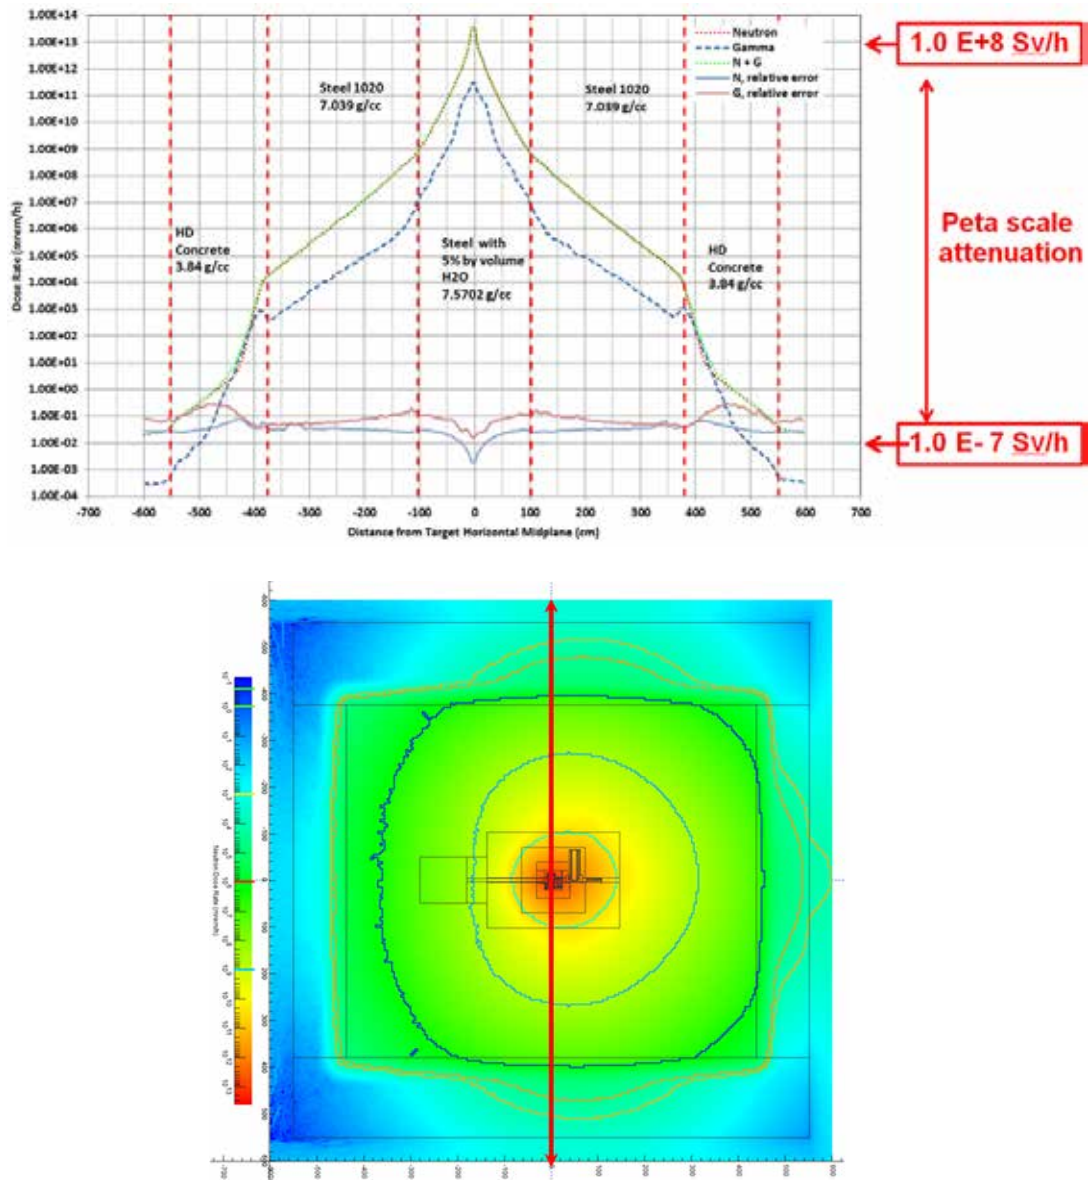 1.00E+14
1.00E+13
1.00E+12
1.00E+11
1.00E+10
1.00E+09
1.00E+08
1.00E+07
1.00E+06
1.00E+05
1.00E+04
1.00E+03
1.00E+02
1.00E+01
1.00E+00
1.00E-01
1.00E-02
1.00E-03
1.00E-04
Dose Rate (mrem/h)
Neutron
Gamma
N + G
N, relative error
G, relative error
Steel 1020
7.039 g/cc
Steel 1020
7.039 g/cc
HD
Concrete
3.84 g/cc
Steel with
5% by volume
H2O
7.5702 g/cc
HD
Concrete
3.84 g/cc
-700 -600 -500 -400 -300 -200 -100 0 100 200 300 400 500 600 700
Distance from Target Horizontal Midplane (cm)
1.0 E+8 Sv/h
Peta scale
attenuation
1.0 E- 7 Sv/h
Neutron Dose Rate (mrem/h)